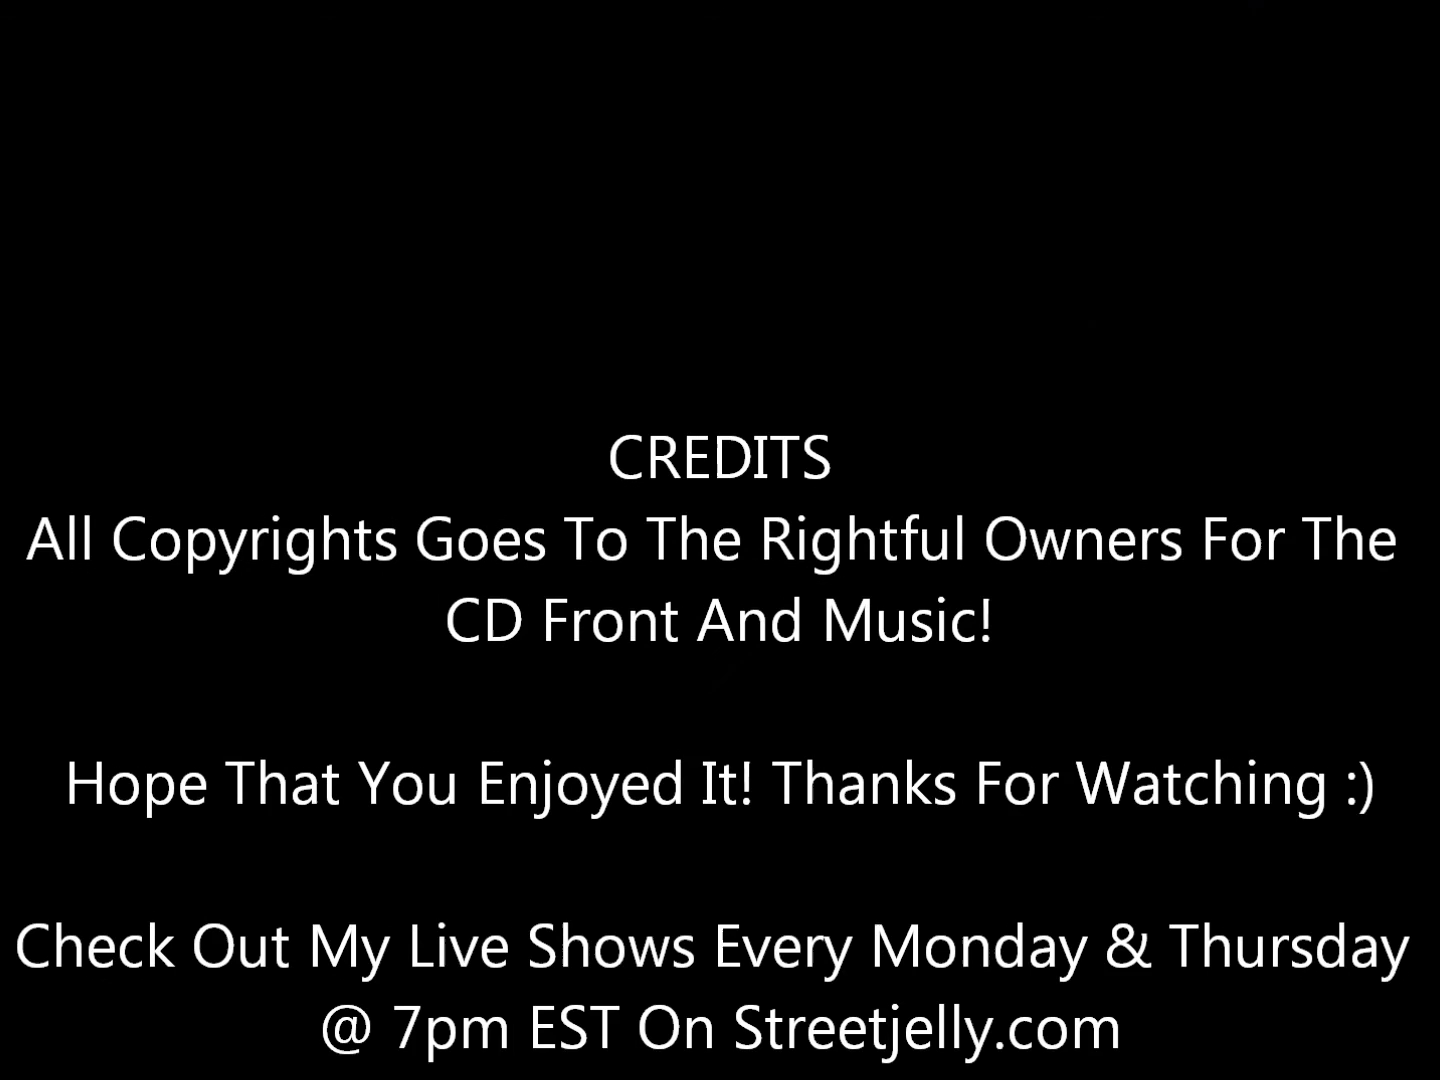 CREDITS
All Copyrights Goes To The Rightful Owners For The
CD Front And Music!
Hope That You Enjoyed It! Thanks For Watching :)
Check Out My Live Shows Every Monday & Thursday
@ 7pm EST On Streetjelly.com